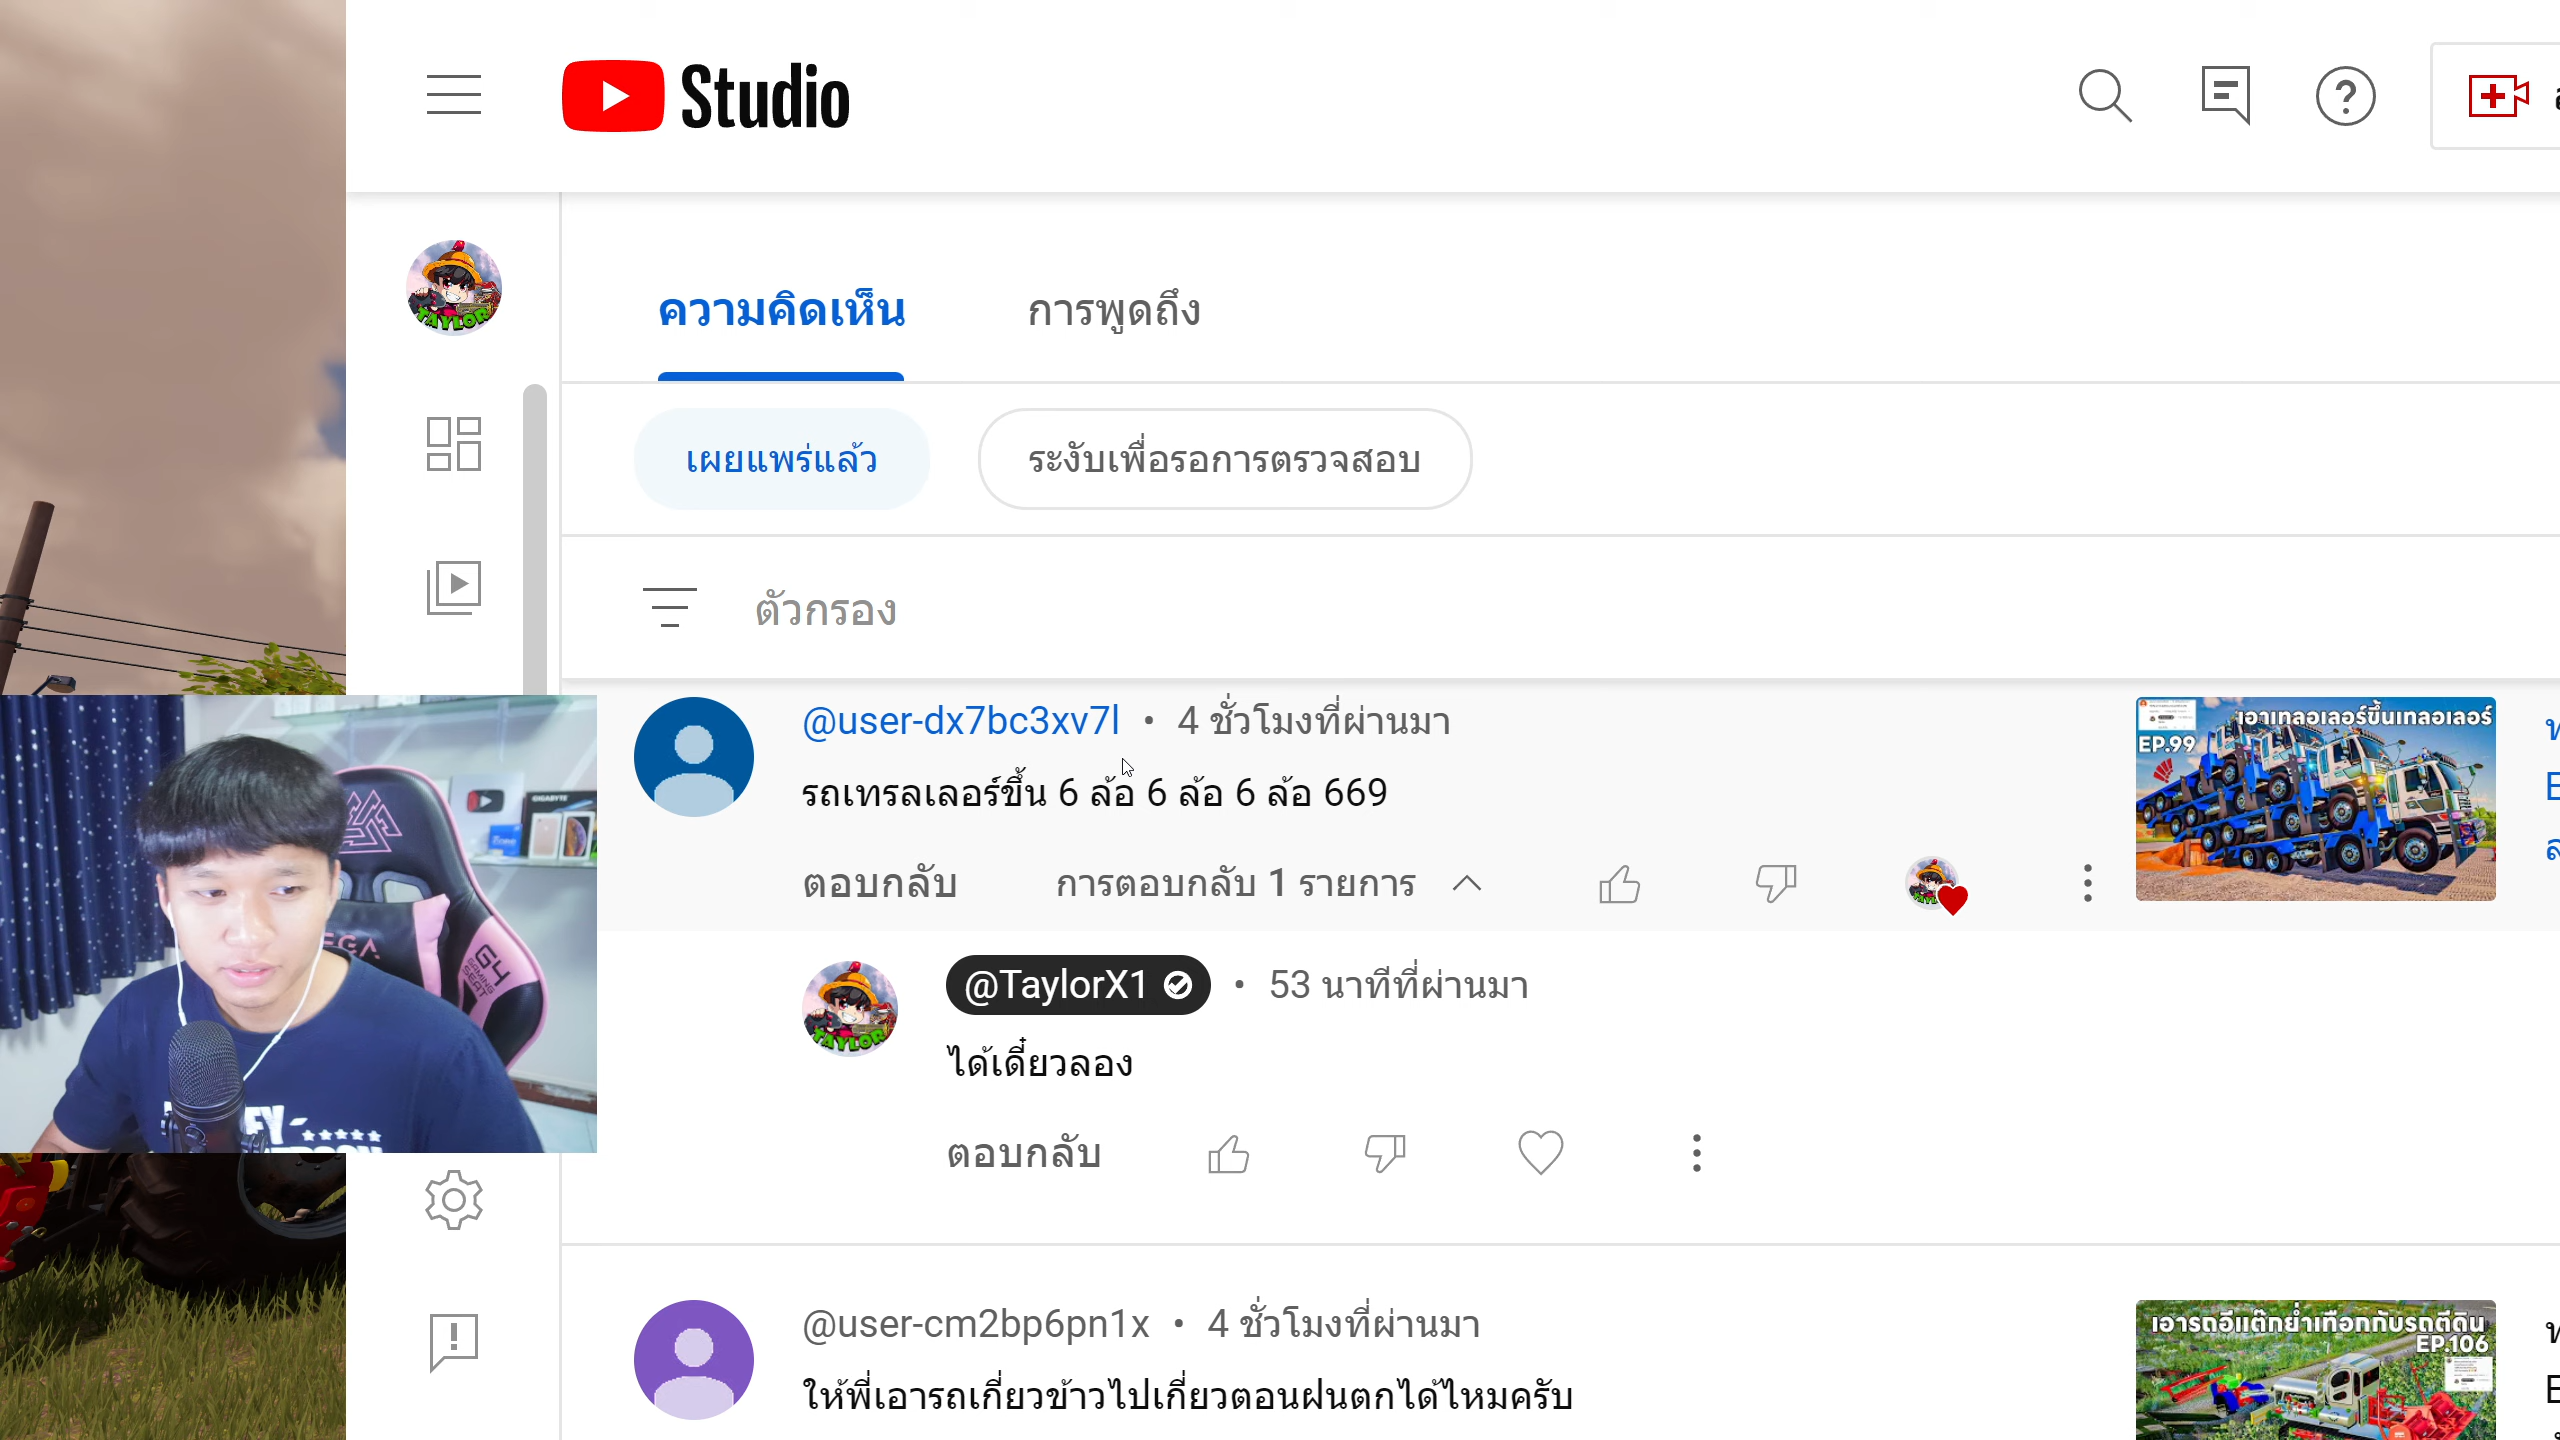 Studio
TAYLOR
ความคิดเห็น
การพูดถึง
เผยแพร่แล้ว
ระงับเพื่อรอการตรวจสอบ
ตัวกรอง
@user-dx7bc3xv7l • 4 ชั่วโมงที่ผ่านมา
รถเทรลเลอร์ขึ้น 6 ล้อ 6 ล้อ 6 ล้อ 669
ตอบกลับ
การตอบกลับ 1 รายการ
เอาเทลอเลอร์ขึ้นเทลอเลอร์
EP.99
@TaylorX1 • 53 นาทีที่ผ่านมา
TAYLOR
ได้เดี๋ยวลอง
ตอบกลับ
GIGABYTE
G4
GAMING
SEAT
@user-cm2bp6pn1x • 4 ชั่วโมงที่ผ่านมา
ให้พี่เอารถเกี่ยวข้าวไปเกี่ยวตอนฝนตกได้ไหมครับ
เอารถอีแต๊กย่ำเทือกกับรถตีดิน
EP.106